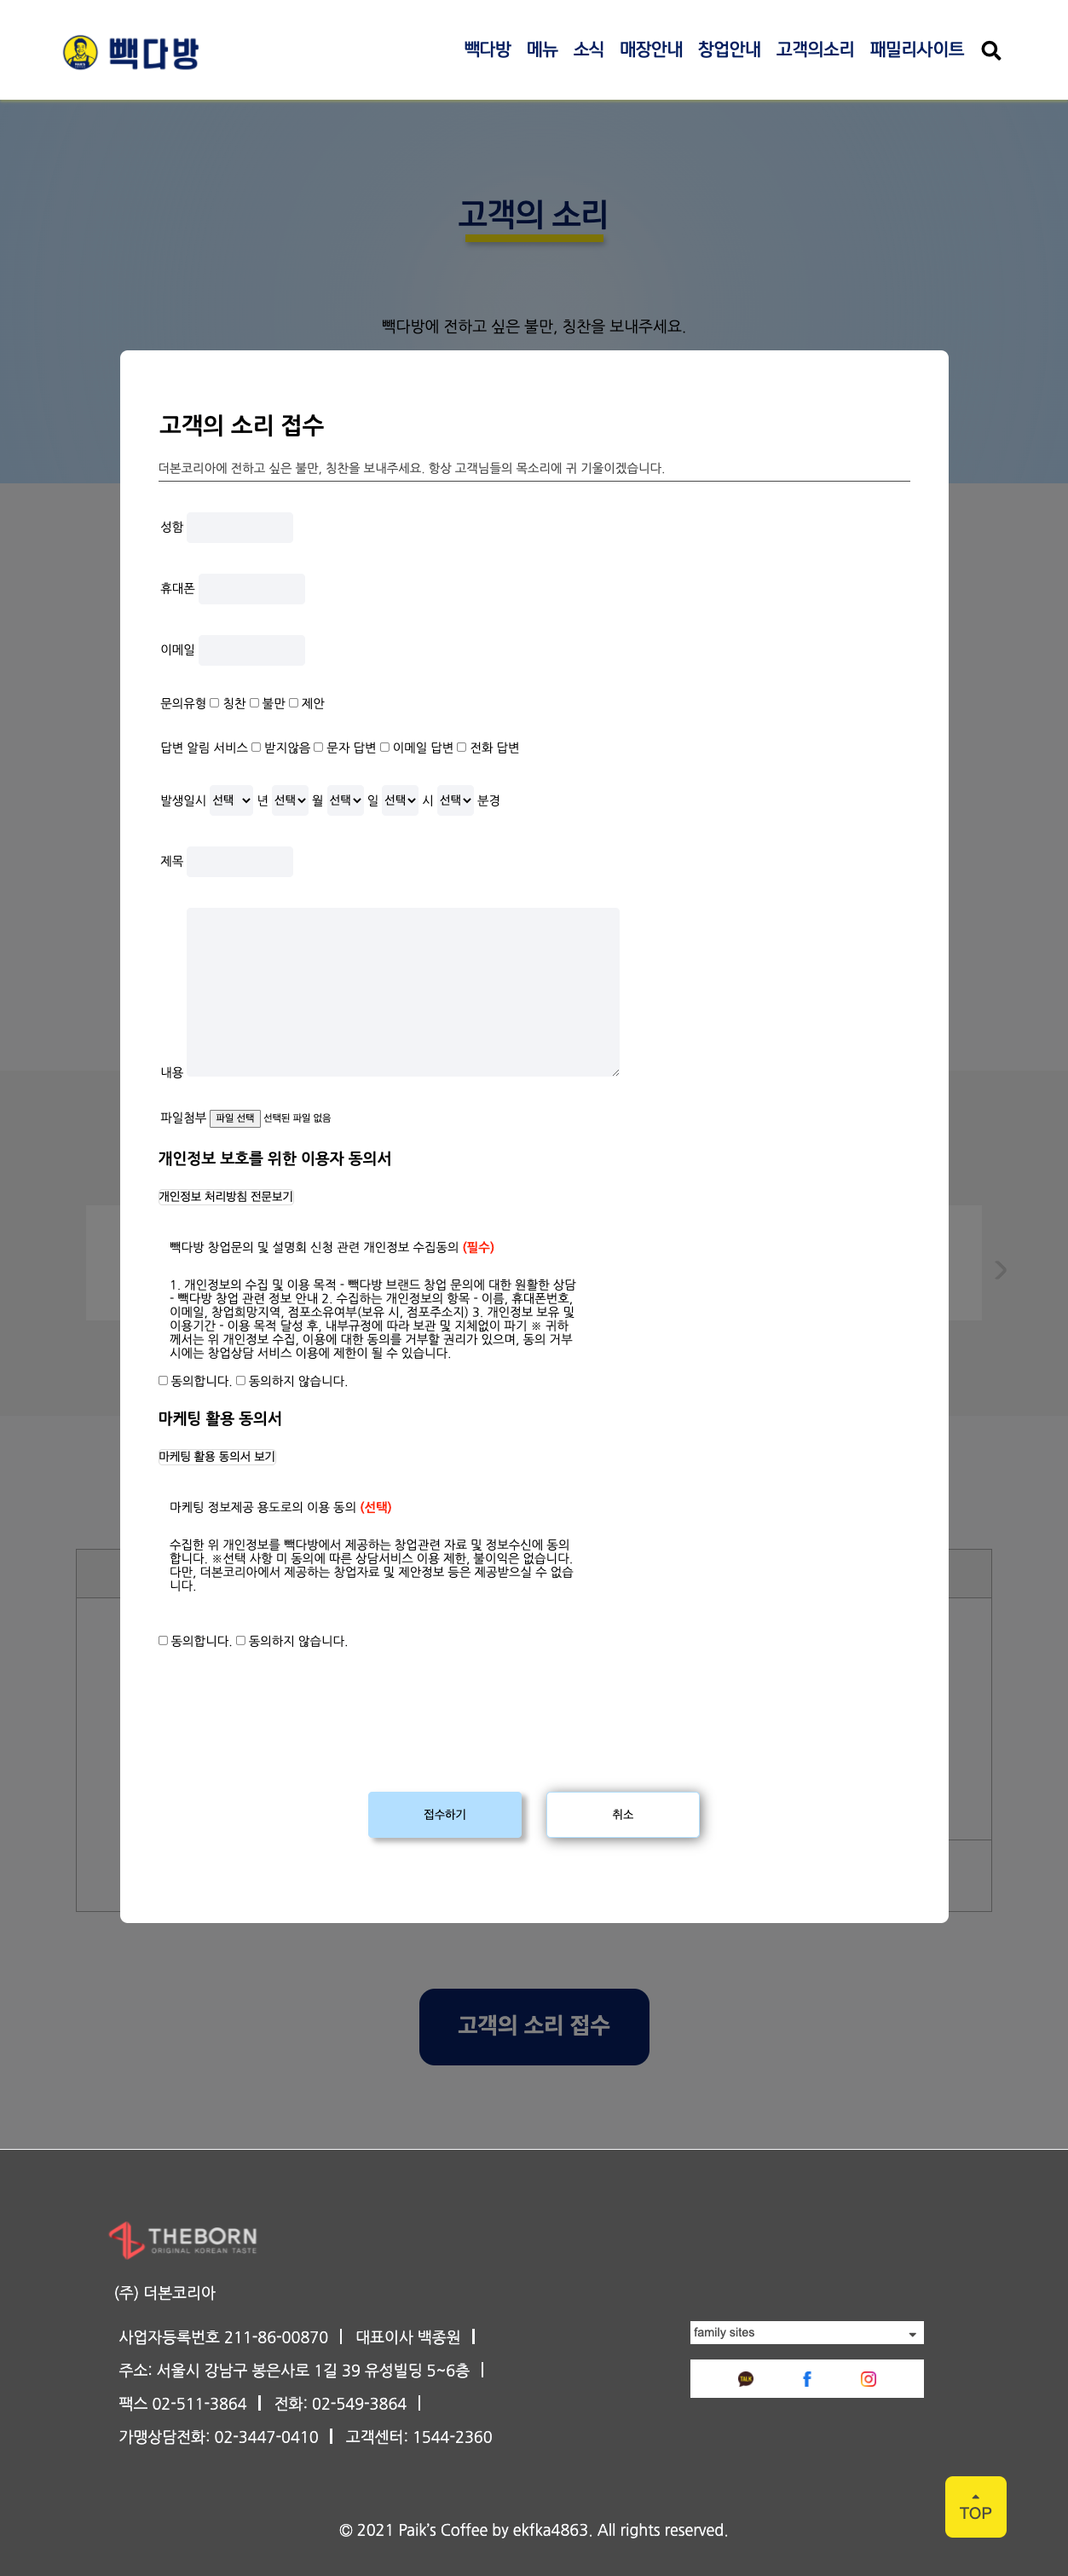 빽다방
빽다방 메뉴 소식 매장안내 창업안내 고객의소리 패밀리사이트
고객의 소리
빽다방에 전하고 싶은 불만, 칭찬을 보내주세요.
고객의 소리 접수
더본코리아에 전하고 싶은 불만, 칭찬을 보내주세요. 항상 고객님들의 목소리에 귀 기울이겠습니다.
성함
휴대폰
이메일
문의유형 칭찬 불만 제안
답변 알림 서비스 받지않음 문자 답변 이메일 답변 전화 답변
발생일시 선택 년 선택 월 선택 일 선택 시 선택 분경
제목
내용
파일첨부 파일 선택 선택된 파일 없음
개인정보 보호를 위한 이용자 동의서
개인정보 처리방침 전문보기
빽다방 창업문의 및 설명회 신청 관련 개인정보 수집동의 (필수)
1. 개인정보의 수집 및 이용 목적 - 빽다방 브랜드 창업 문의에 대한 원활한 상담
- 빽다방 창업 관련 정보 안내 2. 수집하는 개인정보의 항목 - 이름, 휴대폰번호,
이메일, 창업희망지역, 점포소유여부(보유 시, 점포주소지) 3. 개인정보 보유 및
이용기간 - 이용 목적 달성 후, 내부규정에 따라 보관 및 지체없이 파기 ※ 귀하
께서는 위 개인정보 수집, 이용에 대한 동의를 거부할 권리가 있으며, 동의 거부
시에는 창업상담 서비스 이용에 제한이 될 수 있습니다.
동의합니다. 동의하지 않습니다.
마케팅 활용 동의서
마케팅 활용 동의서 보기
마케팅 정보제공 용도로의 이용 동의 (선택)
수집한 위 개인정보를 빽다방에서 제공하는 창업관련 자료 및 정보수신에 동의
합니다. ※선택 사항 미 동의에 따른 상담서비스 이용 제한, 불이익은 없습니다.
다만, 더본코리아에서 제공하는 창업자료 및 제안정보 등은 제공받으실 수 없습
니다.
동의합니다. 동의하지 않습니다.
접수하기 취소
고객의 소리 접수
THEBORN
ORIGINAL KOREAN TASTE
(주) 더본코리아
사업자등록번호 211-86-00870 | 대표이사 백종원 |
주소: 서울시 강남구 봉은사로 1길 39 유성빌딩 5~6층 |
팩스 02-511-3864 | 전화: 02-549-3864 |
가맹상담전화: 02-3447-0410 | 고객센터: 1544-2360
family sites
TALK
TOP
© 2021 Paik's Coffee by ekfka4863. All rights reserved.